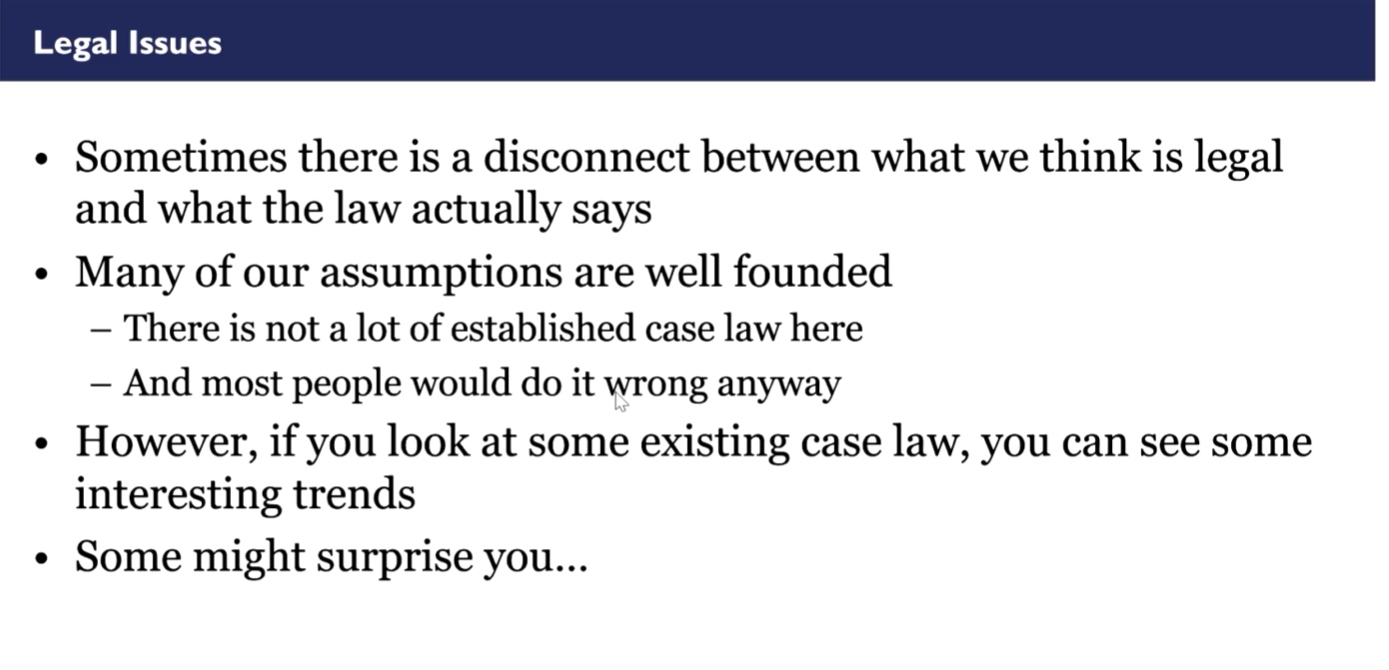 Legal Issues
• Sometimes there is a disconnect between what we think is legal
and what the law actually says
• Many of our assumptions are well founded
– There is not a lot of established case law here
– And most people would do it wrong anyway
• However, if you look at some existing case law, you can see some
interesting trends
• Some might surprise you...